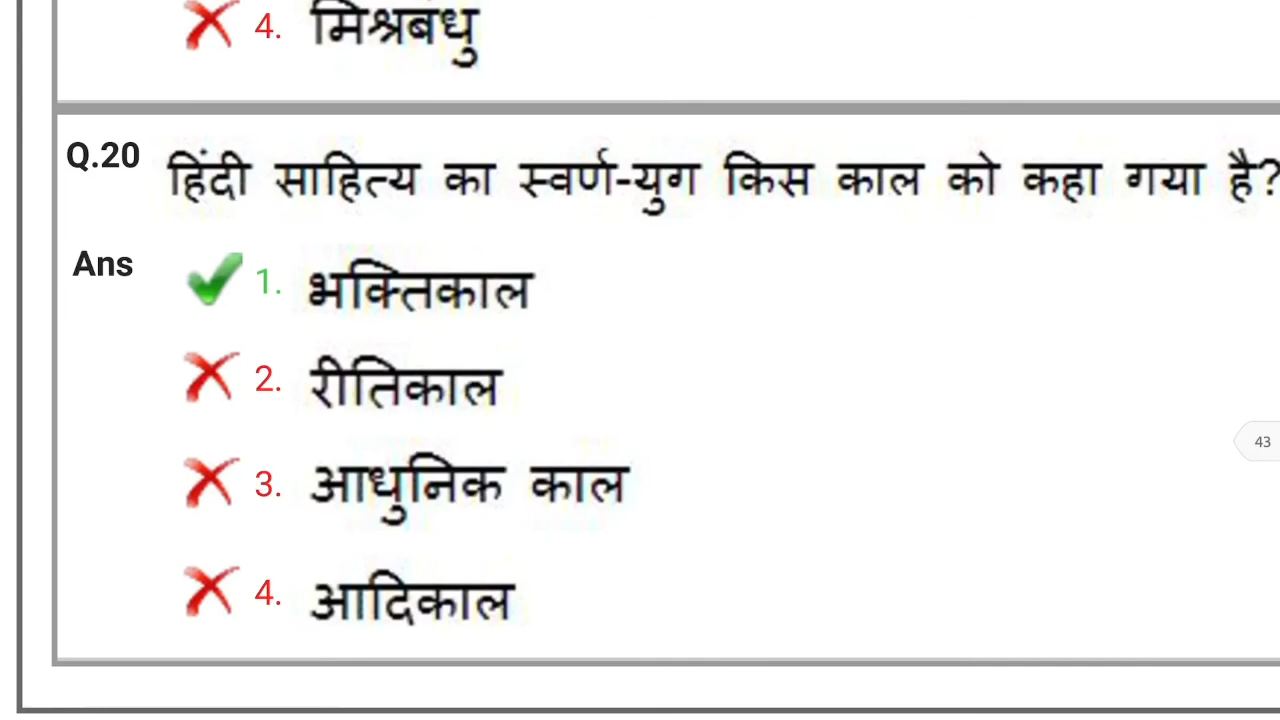 4. मिश्रबंधु
Q.20 हिंदी साहित्य का स्वर्ण-युग किस काल को कहा गया है?
Ans 1. भक्तिकाल
2. रीतिकाल
3. आधुनिक काल
43
4. आदिकाल